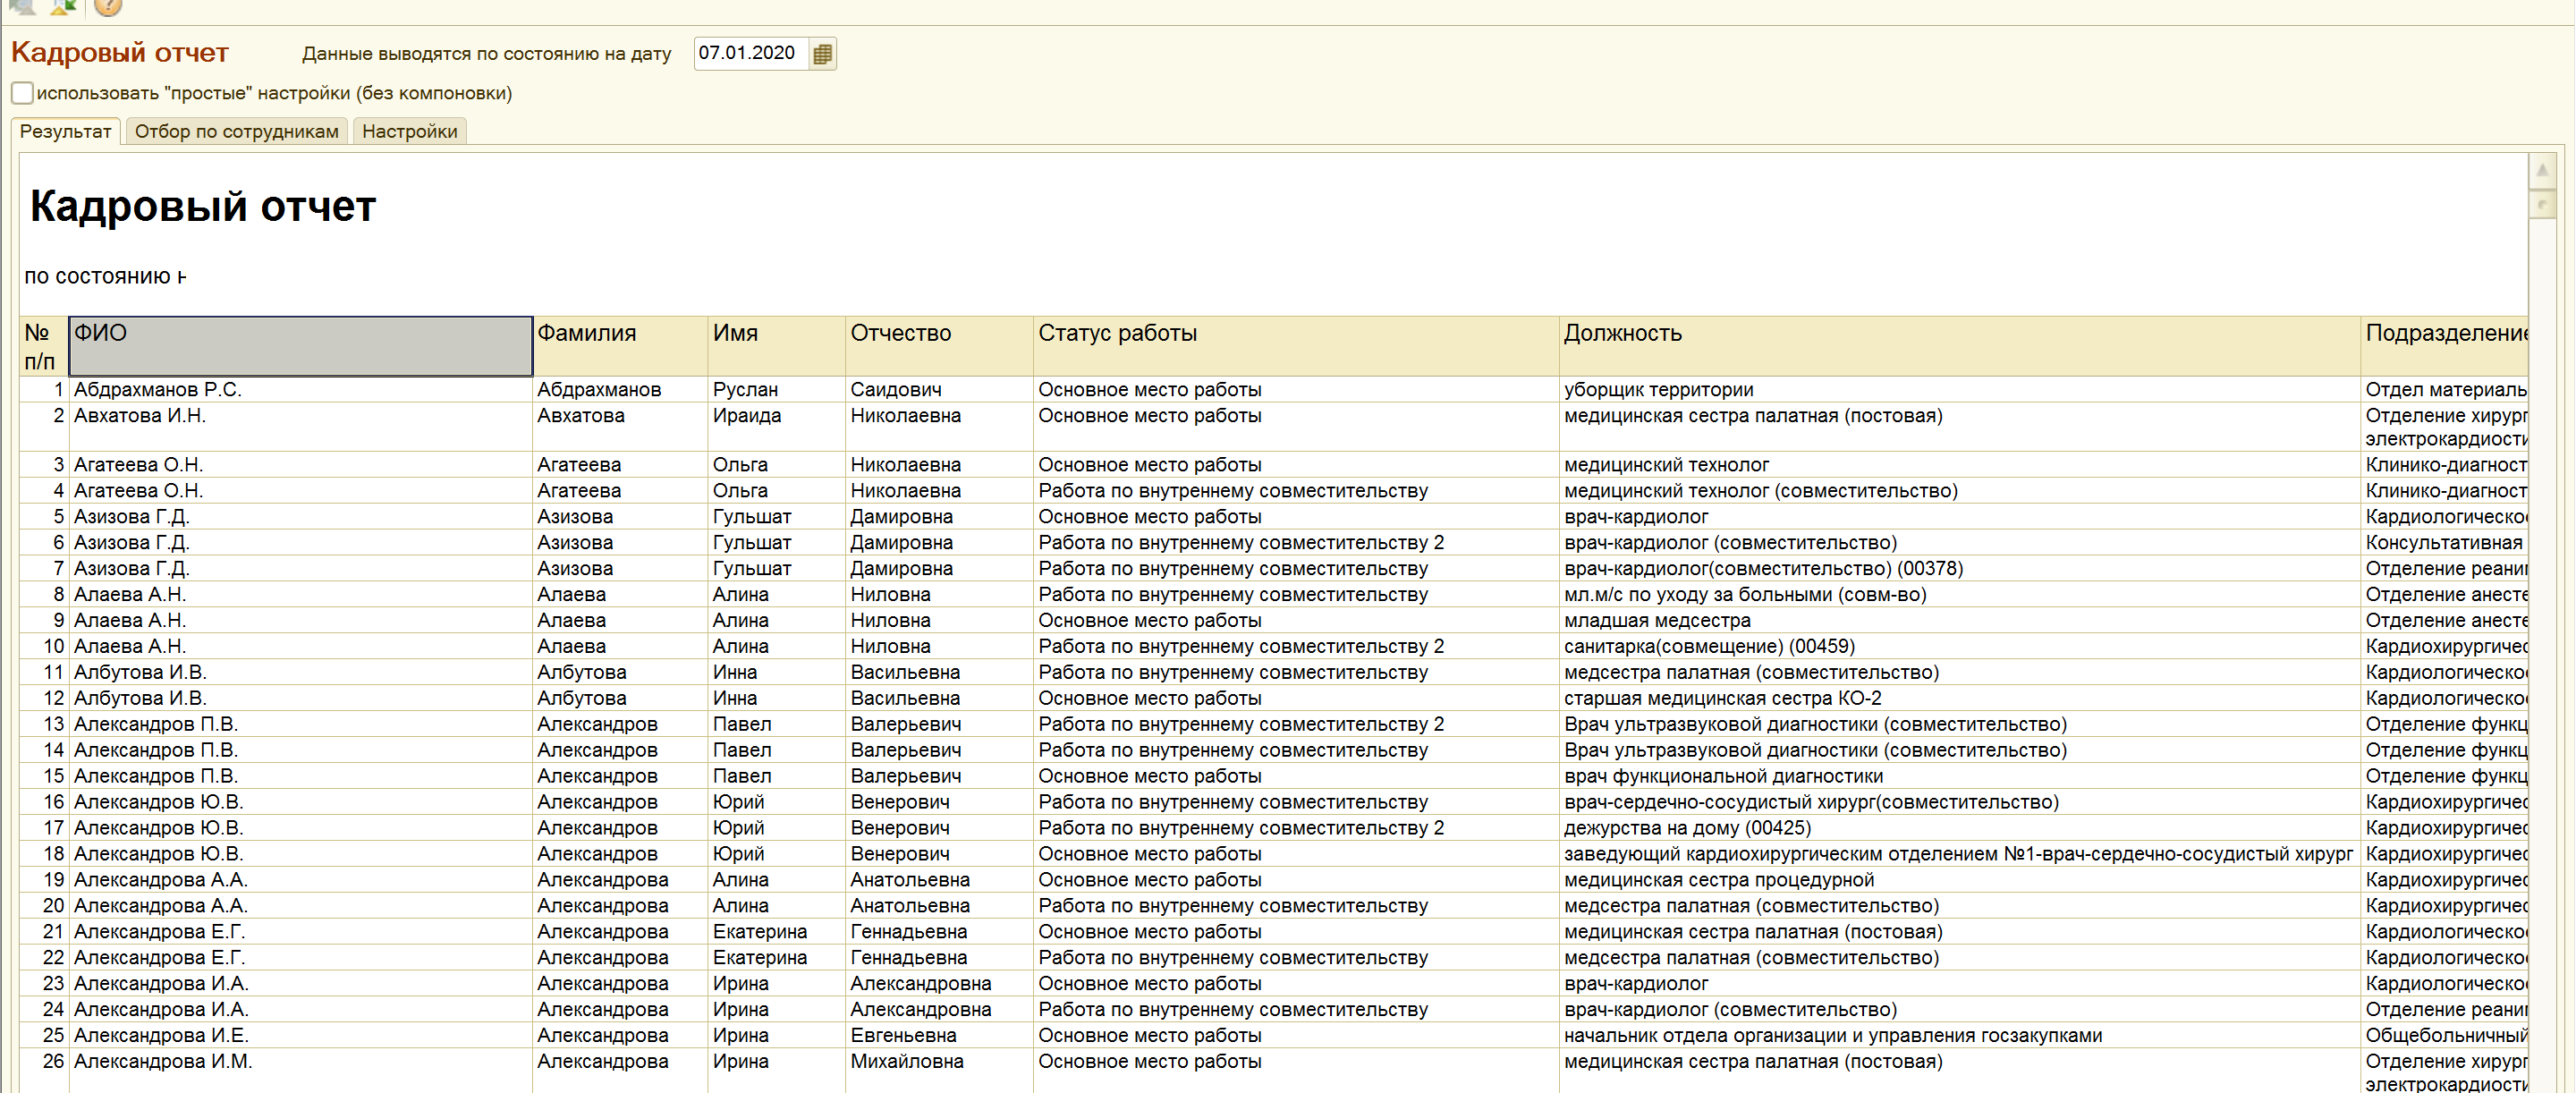 Кадровый отчет Данные выводятся по состоянию на дату 07.01.2020
использовать "простые" настройки (без компоновки)
Результат Отбор по сотрудникам Настройки
Кадровый отчет
по состоянию н
№ п/п ФИО Фамилия Имя Отчество Статус работы Должность Подразделение
1 Абдрахманов Р.С. Абдрахманов Руслан Саидович Основное место работы уборщик территории Отдел материаль
2 Авхатова И.Н. Авхатова Ираида Николаевна Основное место работы медицинская сестра палатная (постовая) Отделение хирург
электрокардиости
3 Агатеева О.Н. Агатеева Ольга Николаевна Основное место работы медицинский технолог Клинико-диагност
4 Агатеева О.Н. Агатеева Ольга Николаевна Работа по внутреннему совместительству медицинский технолог (совместительство) Клинико-диагност
5 Азизова Г.Д. Азизова Гульшат Дамировна Основное место работы врач-кардиолог Кардиологическо
6 Азизова Г.Д. Азизова Гульшат Дамировна Работа по внутреннему совместительству 2 врач-кардиолог (совместительство) Консультативная
7 Азизова Г.Д. Азизова Гульшат Дамировна Работа по внутреннему совместительству врач-кардиолог(совместительство) (00378) Отделение реани
8 Алаева А.Н. Алаева Алина Ниловна Работа по внутреннему совместительству мл.м/с по уходу за больными (совм-во) Отделение анесте
9 Алаева А.Н. Алаева Алина Ниловна Основное место работы младшая медсестра Отделение анесте
10 Алаева А.Н. Алаева Алина Ниловна Работа по внутреннему совместительству 2 санитарка(совмещение) (00459) Кардиохирургичес
11 Албутова И.В. Албутова Инна Васильевна Работа по внутреннему совместительству медсестра палатная (совместительство) Кардиологическо
12 Албутова И.В. Албутова Инна Васильевна Основное место работы старшая медицинская сестра КО-2 Кардиологическо
13 Александров П.В. Александров Павел Валерьевич Работа по внутреннему совместительству 2 Врач ультразвуковой диагностики (совместительство) Отделение функц
14 Александров П.В. Александров Павел Валерьевич Работа по внутреннему совместительству Врач ультразвуковой диагностики (совместительство) Отделение функц
15 Александров П.В. Александров Павел Валерьевич Основное место работы врач функциональной диагностики Отделение функц
16 Александров Ю.В. Александров Юрий Венерович Работа по внутреннему совместительству врач-сердечно-сосудистый хирург(совместительство) Кардиохирургичес
17 Александров Ю.В. Александров Юрий Венерович Работа по внутреннему совместительству 2 дежурства на дому (00425) Кардиохирургичес
18 Александров Ю.В. Александров Юрий Венерович Основное место работы заведующий кардиохирургическим отделением №1-врач-сердечно-сосудистый хирург Кардиохирургичес
19 Александрова А.А. Александрова Алина Анатольевна Основное место работы медицинская сестра процедурной Кардиохирургичес
20 Александрова А.А. Александрова Алина Анатольевна Работа по внутреннему совместительству медсестра палатная (совместительство) Кардиохирургичес
21 Александрова Е.Г. Александрова Екатерина Геннадьевна Основное место работы медицинская сестра палатная (постовая) Кардиологическо
22 Александрова Е.Г. Александрова Екатерина Геннадьевна Работа по внутреннему совместительству медсестра палатная (совместительство) Кардиологическо
23 Александрова И.А. Александрова Ирина Александровна Основное место работы врач-кардиолог Кардиологическо
24 Александрова И.А. Александрова Ирина Александровна Работа по внутреннему совместительству врач-кардиолог (совместительство) Отделение реани
25 Александрова И.Е. Александрова Ирина Евгеньевна Основное место работы начальник отдела организации и управления госзакупками Общебольничный
26 Александрова И.М. Александрова Ирина Михайловна Основное место работы медицинская сестра палатная (постовая) Отделение хирург
электрокардиости